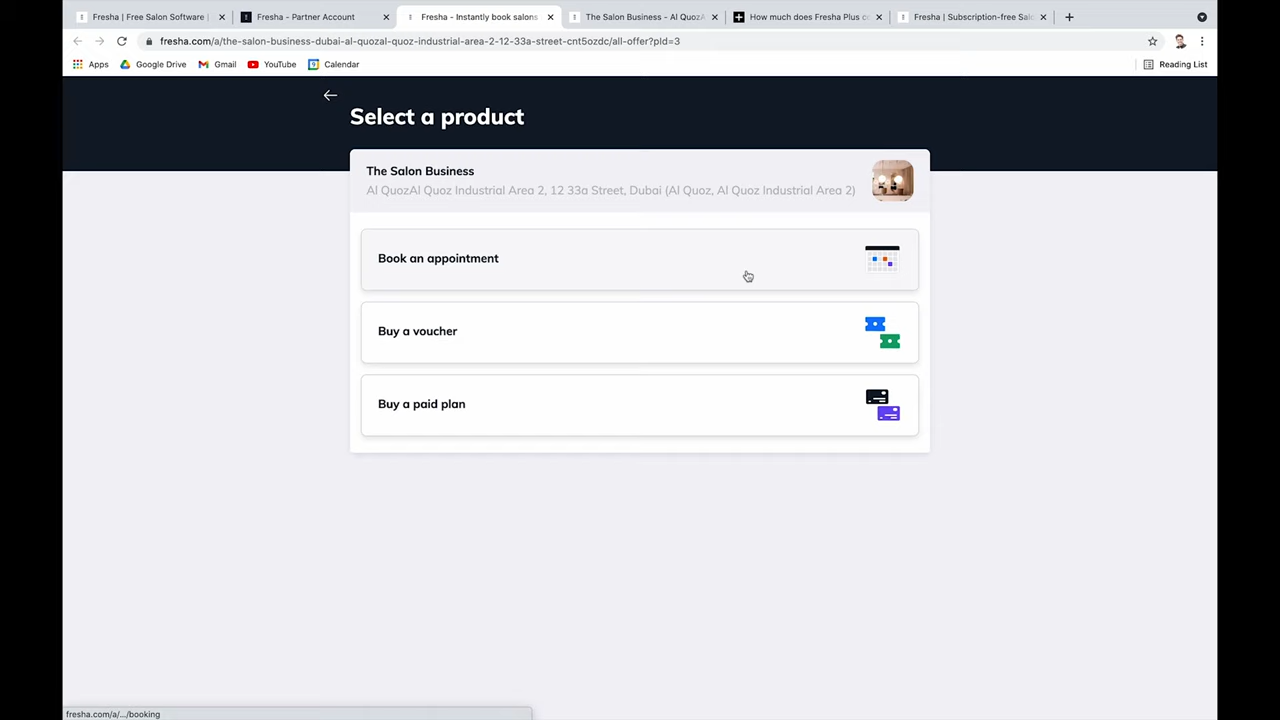 Fresha | Free Salon Software |
Fresha - Partner Account
Fresha - Instantly book salons
The Salon Business - Al QuozA
How much does Fresha Plus co
Fresha | Subscription-free Salo
fresha.com/a/the-salon-business-dubai-al-quozal-quoz-industrial-area-2-12-33a-street-cnt5ozdc/all-offer?pId=3
Apps
Google Drive
Gmail
YouTube
Calendar
Reading List
Select a product
The Salon Business
Al QuozAl Quoz Industrial Area 2, 12 33a Street, Dubai (Al Quoz, Al Quoz Industrial Area 2)
Book an appointment
Buy a voucher
Buy a paid plan
fresha.com/a/.../booking